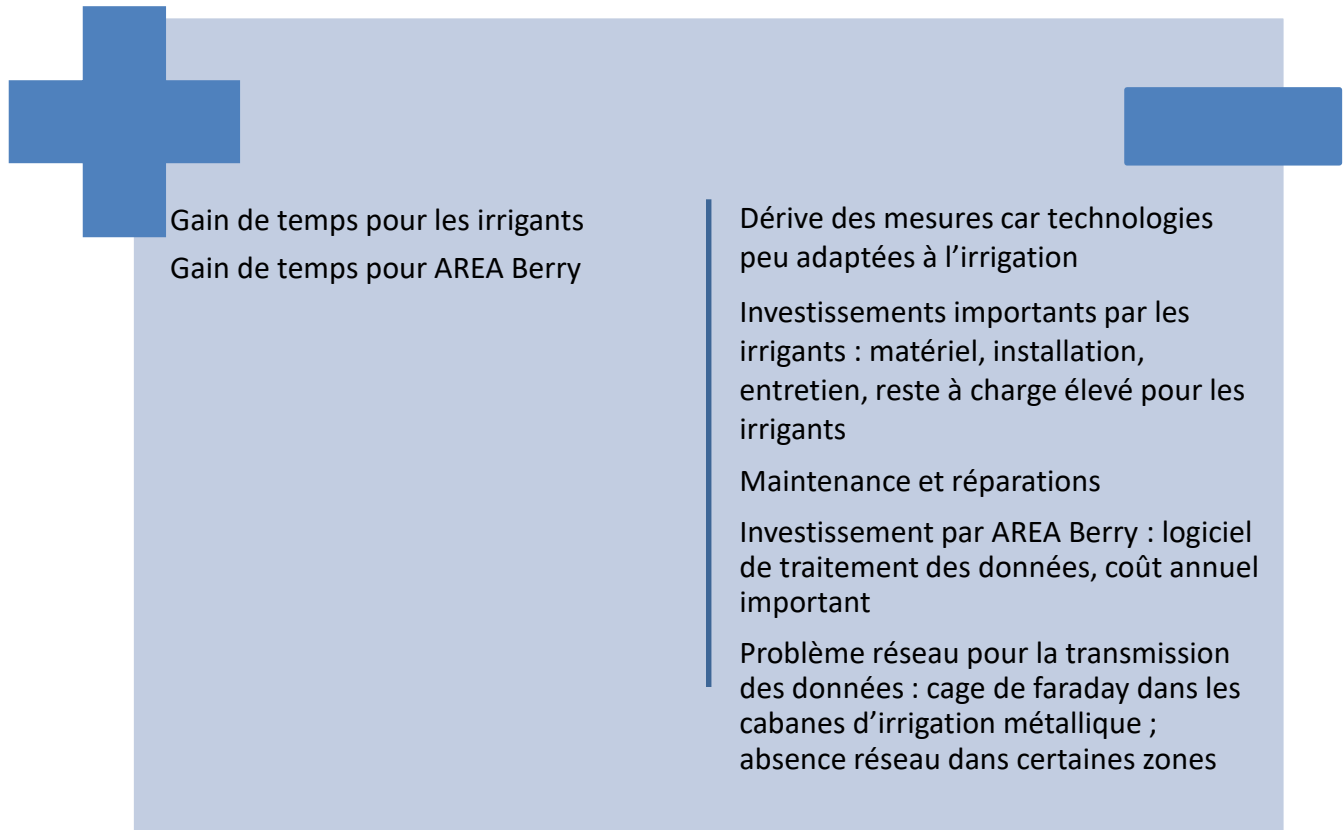 Gain de temps pour les irrigants
Gain de temps pour AREA Berry
Dérive des mesures car technologies
peu adaptées à l’irrigation
Investissements importants par les
irrigants : matériel, installation,
entretien, reste à charge élevé pour les
irrigants
Maintenance et réparations
Investissement par AREA Berry : logiciel
de traitement des données, coût annuel
important
Problème réseau pour la transmission
des données : cage de faraday dans les
cabanes d’irrigation métallique ;
absence réseau dans certaines zones